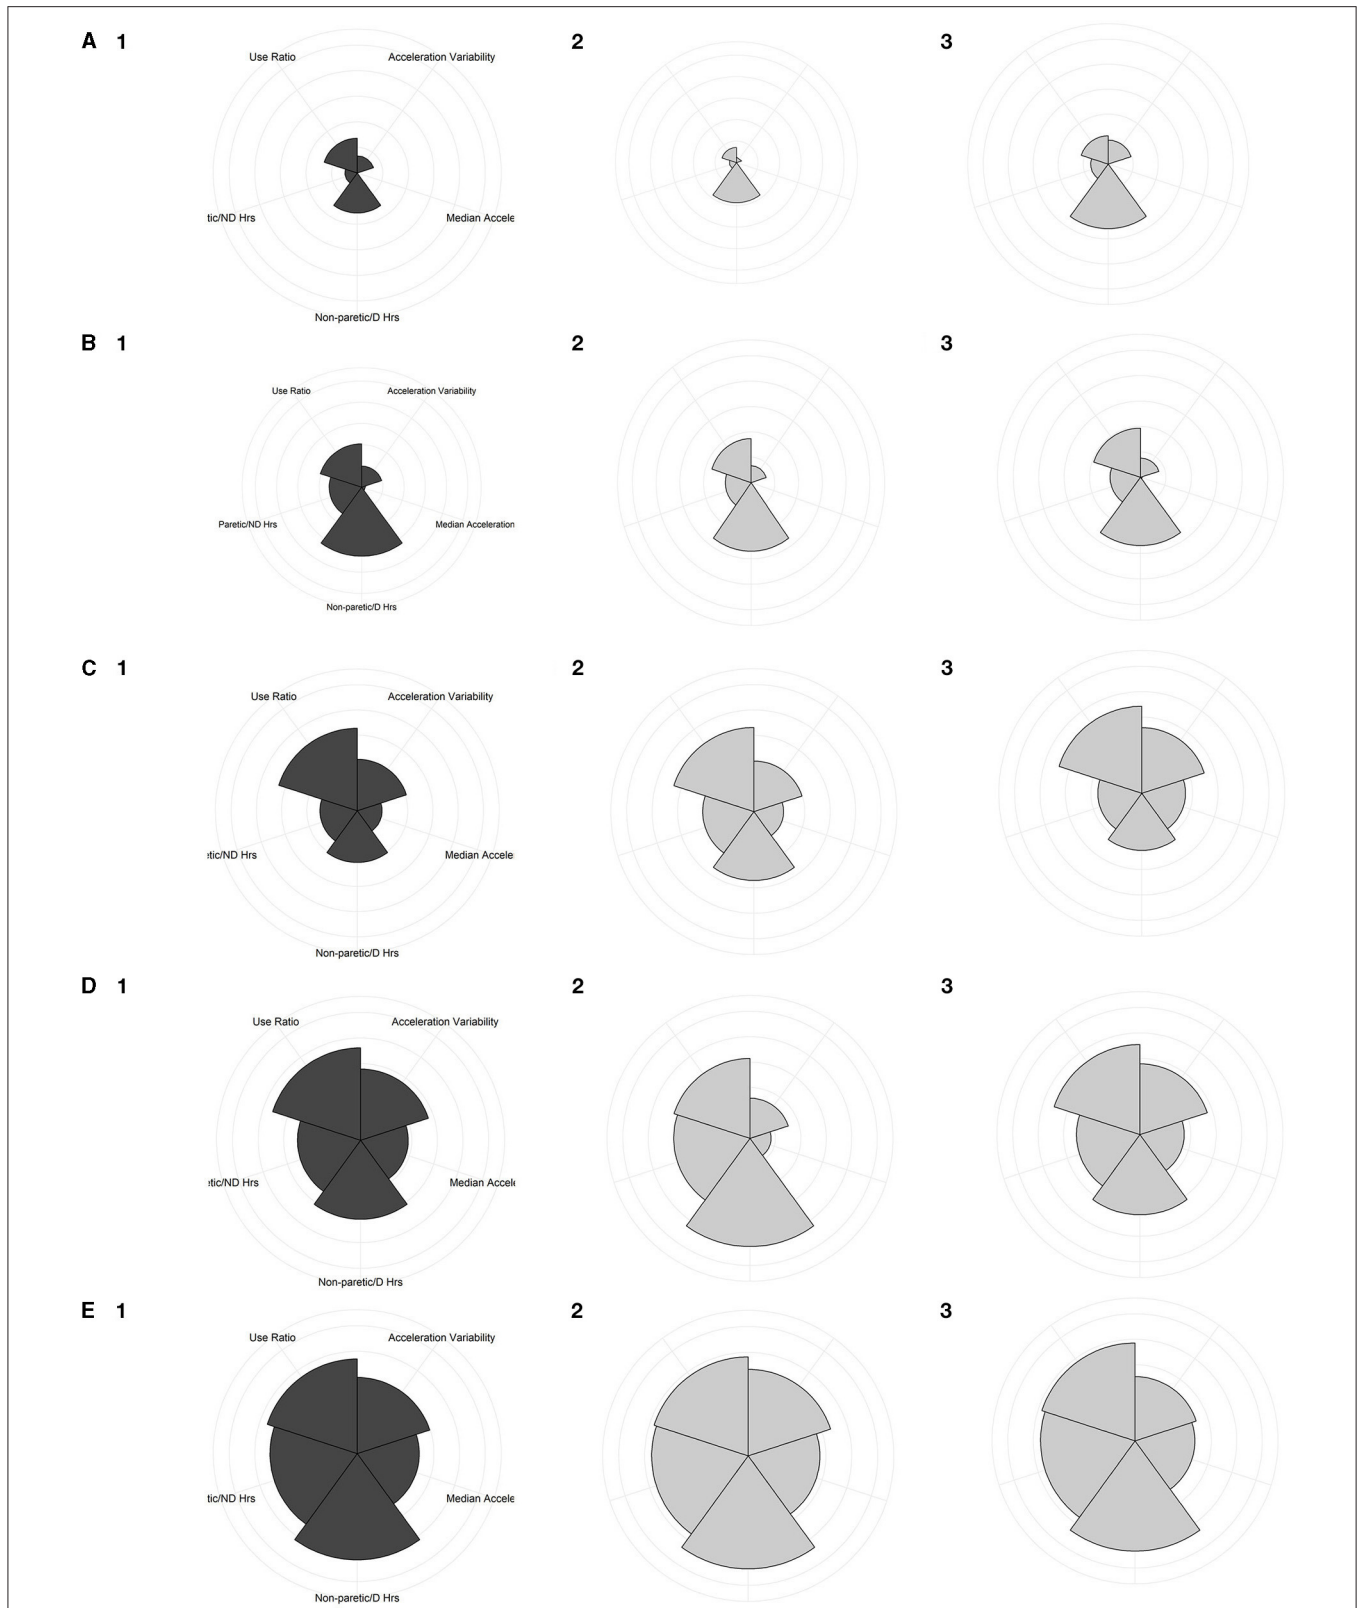 A 1 2 3
Use Ratio Acceleration Variability
tic/ND Hrs Median Accele
Non-paretic/D Hrs
B 1 2 3
Use Ratio Acceleration Variability
Paretic/ND Hrs Median Acceleration
Non-paretic/D Hrs
C 1 2 3
Use Ratio Acceleration Variability
etic/ND Hrs Median Accele
Non-paretic/D Hrs
D 1 2 3
Use Ratio Acceleration Variability
etic/ND Hrs Median Accele
Non-paretic/D Hrs
E 1 2 3
Use Ratio Acceleration Variability
tic/ND Hrs Median Accele
Non-paretic/D Hrs